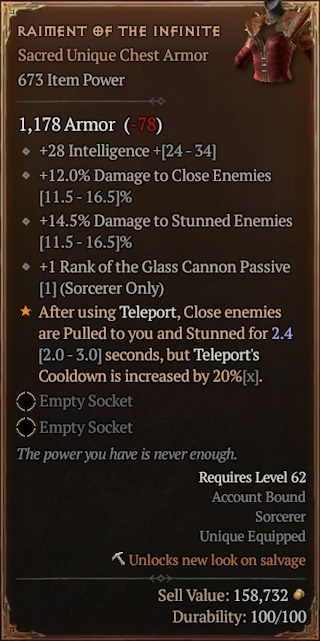 RAIMENT OF THE INFINITE
Sacred Unique Chest Armor
673 Item Power
1,178 Armor (-78)
+28 Intelligence +[24 - 34]
+12.0% Damage to Close Enemies
[11.5 - 16.5]%
+14.5% Damage to Stunned Enemies
[11.5 - 16.5]%
+1 Rank of the Glass Cannon Passive
[1] (Sorcerer Only)
After using Teleport, Close enemies
are Pulled to you and Stunned for 2.4
[2.0 - 3.0] seconds, but Teleport's
Cooldown is increased by 20%[x].
Empty Socket
Empty Socket
The power you have is never enough.
Requires Level 62
Account Bound
Sorcerer
Unique Equipped
Unlocks new look on salvage
Sell Value: 158,732
Durability: 100/100